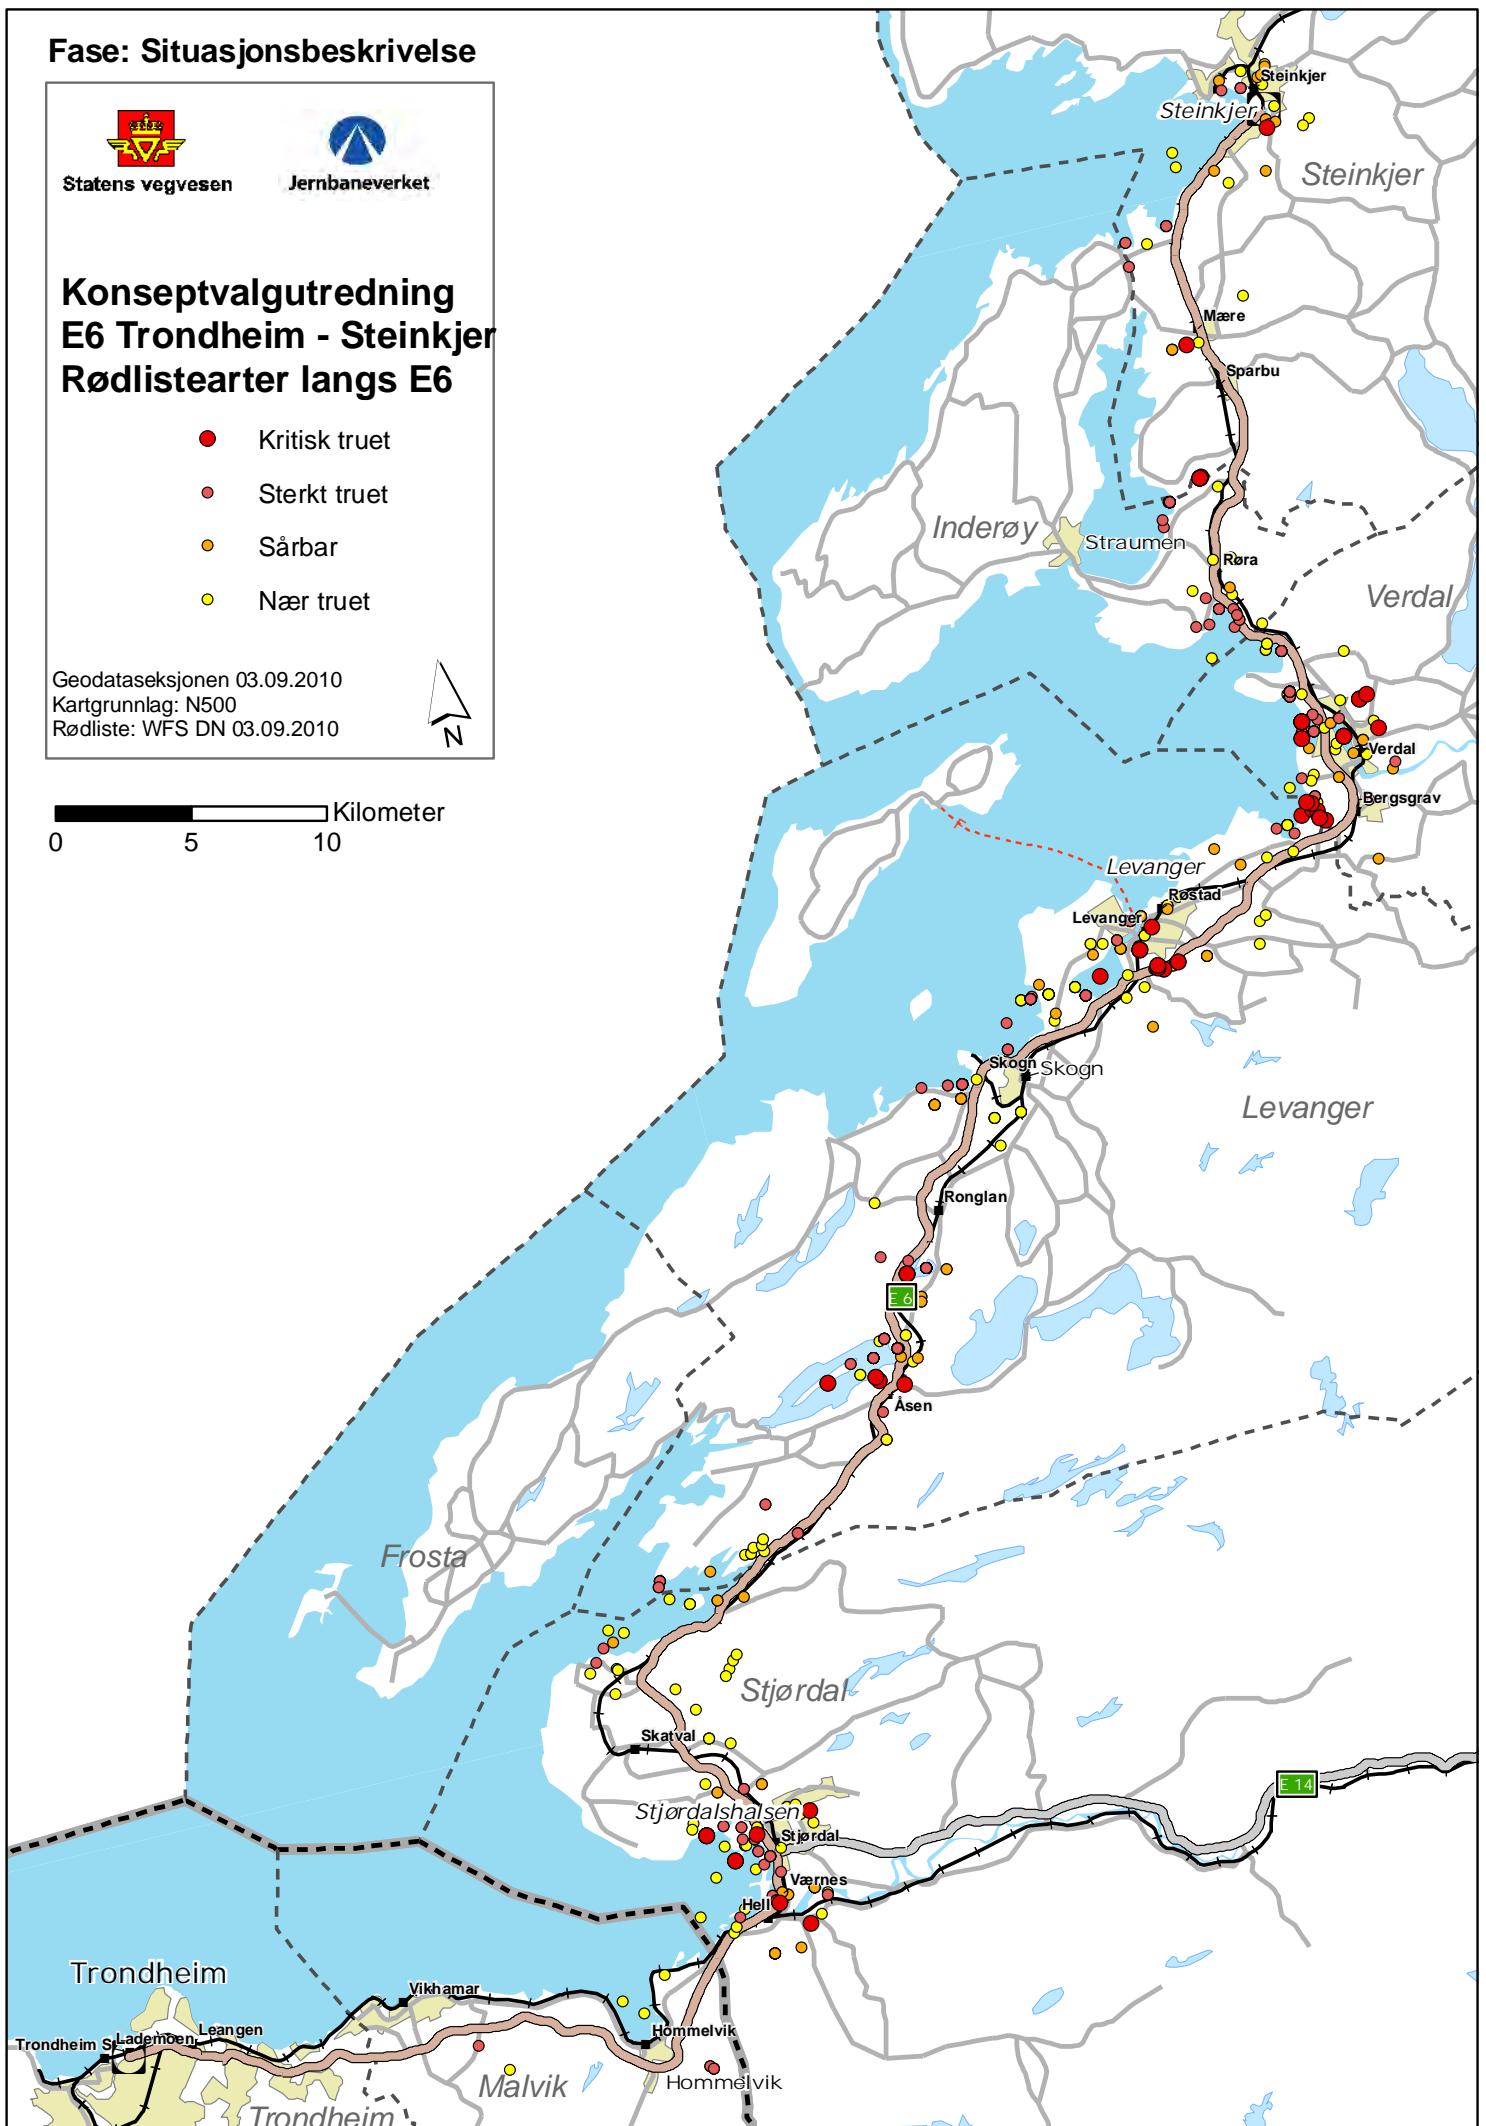 Fase: Situasjonsbeskrivelse
Statens vegvesen
Jernbaneverket
Konseptvalgutredning
E6 Trondheim - Steinkjer
Rødlistearter langs E6
Kritisk truet
Sterkt truet
Sårbar
Nær truet
Geodataseksjonen 03.09.2010
Kartgrunnlag: N500
Rødliste: WFS DN 03.09.2010
N
Kilometer
0 5 10
Steinkjer
Steinkjer
Steinkjer
Mære
Sparbu
Inderøy
Straumen
Røra
Verdal
Verdal
Bergsgrav
F
Levanger
Røstad
Levanger
Skogn
Skogn
Levanger
Ronglan
E 6
Åsen
Frosta
Stjørdal
Skatval
E 14
Stjørdalshalsen
Stjørdal
Værnes
Hell
Trondheim
Vikhamar
Leangen
Lademoen
Trondheim S
Hommelvik
Hommelvik
Malvik
Trondheim